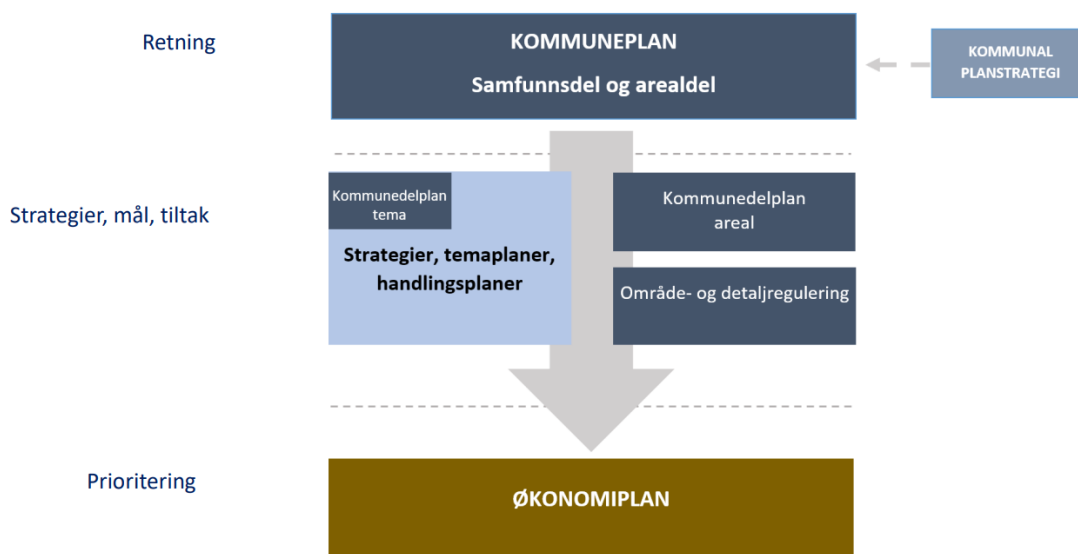 Retning
KOMMUNEPLAN
Samfunnsdel og arealdel
KOMMUNAL
PLANSTRATEGI
Strategier, mål, tiltak
Kommunedelplan
tema
Strategier, temaplaner,
handlingsplaner
Kommunedelplan
areal
Område- og detaljregulering
Prioritering
ØKONOMIPLAN